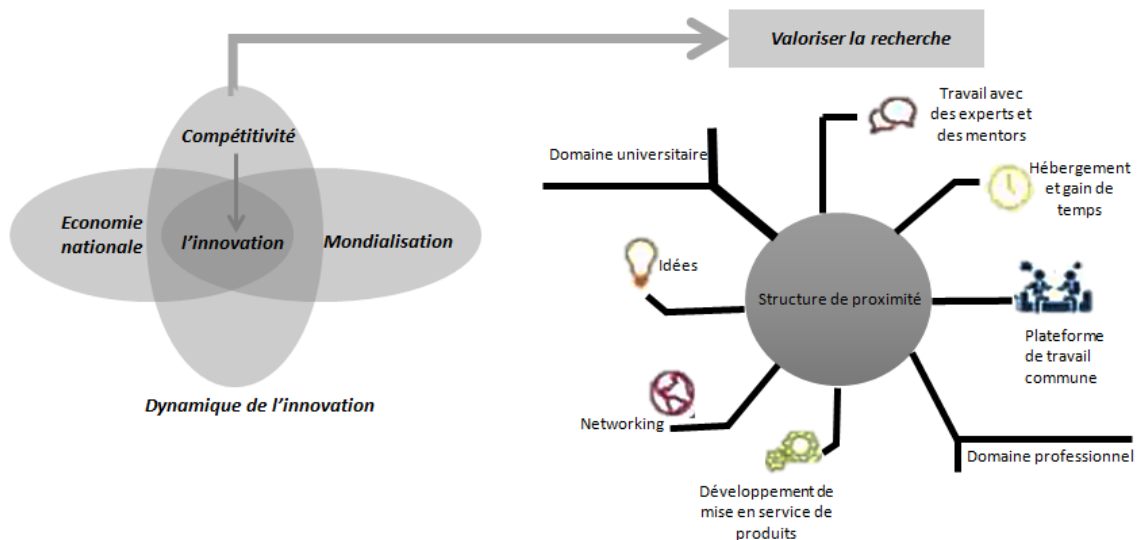 Valoriser la recherche
Compétitivité
Economie
nationale
l'innovation
Mondialisation
Dynamique de l'innovation
Travail avec
des experts et
des mentors
Domaine universitaire
Hébergement
et gain de
temps
Idées
Structure de proximité
Plateforme
de travail
commune
Networking
Domaine professionnel
Développement de
mise en service de
produits